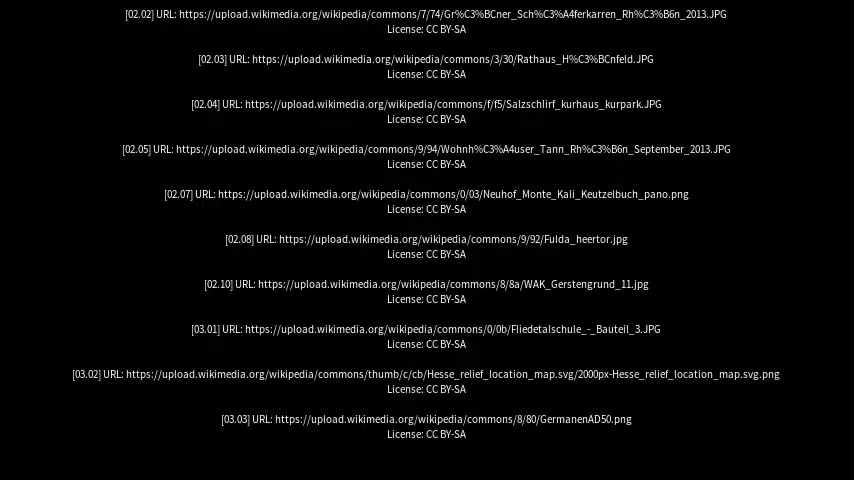 [02.02] URL: https://upload.wikimedia.org/wikipedia/commons/7/74/Gr%C3%BCner_Sch%C3%A4ferkarren_Rh%C3%B6n_2013.JPG
License: CC BY-SA
[02.03] URL: https://upload.wikimedia.org/wikipedia/commons/3/30/Rathaus_H%C3%BCnfeld.JPG
License: CC BY-SA
[02.04] URL: https://upload.wikimedia.org/wikipedia/commons/f/f5/Salzschlirf_kurhaus_kurpark.JPG
License: CC BY-SA
[02.05] URL: https://upload.wikimedia.org/wikipedia/commons/9/94/Wohnh%C3%A4user_Tann_Rh%C3%B6n_September_2013.JPG
License: CC BY-SA
[02.07] URL: https://upload.wikimedia.org/wikipedia/commons/0/03/Neuhof_Monte_Kali_Keutzelbuch_pano.png
License: CC BY-SA
[02.08] URL: https://upload.wikimedia.org/wikipedia/commons/9/92/Fulda_heertor.jpg
License: CC BY-SA
[02.10] URL: https://upload.wikimedia.org/wikipedia/commons/8/8a/WAK_Gerstengrund_11.jpg
License: CC BY-SA
[03.01] URL: https://upload.wikimedia.org/wikipedia/commons/0/0b/Fliedetalschule_-_Bauteil_3.JPG
License: CC BY-SA
[03.02] URL: https://upload.wikimedia.org/wikipedia/commons/thumb/c/cb/Hesse_relief_location_map.svg/2000px-Hesse_relief_location_map.svg.png
License: CC BY-SA
[03.03] URL: https://upload.wikimedia.org/wikipedia/commons/8/80/GermanenAD50.png
License: CC BY-SA